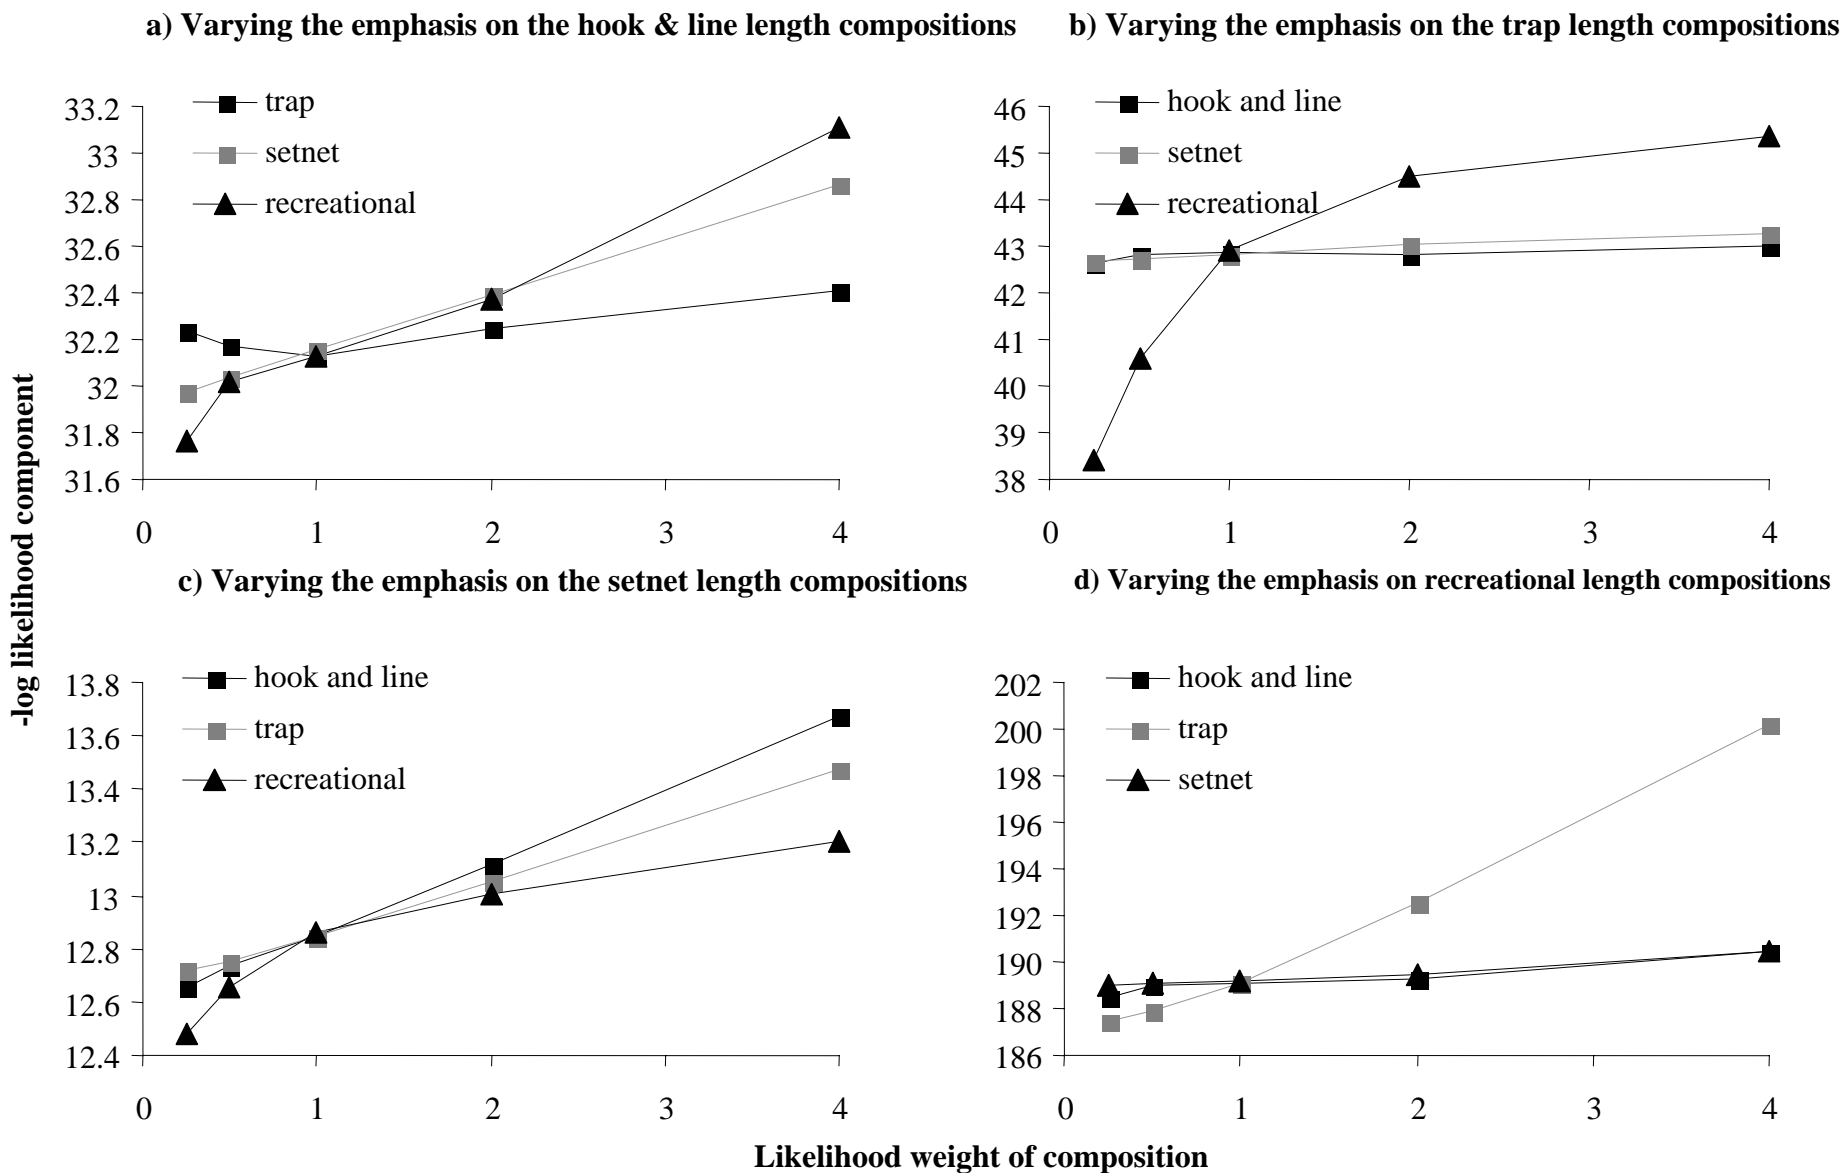 a) Varying the emphasis on the hook & line length compositions
trap
setnet
recreational
33.2
33
32.8
32.6
32.4
32.2
32
31.8
31.6
0 1 2 3 4
b) Varying the emphasis on the trap length compositions
hook and line
setnet
recreational
46
45
44
43
42
41
40
39
38
0 1 2 3 4
-log likelihood component
c) Varying the emphasis on the setnet length compositions
hook and line
trap
recreational
13.8
13.6
13.4
13.2
13
12.8
12.6
12.4
0 1 2 3 4
d) Varying the emphasis on recreational length compositions
hook and line
trap
setnet
202
200
198
196
194
192
190
188
186
0 1 2 3 4
Likelihood weight of composition